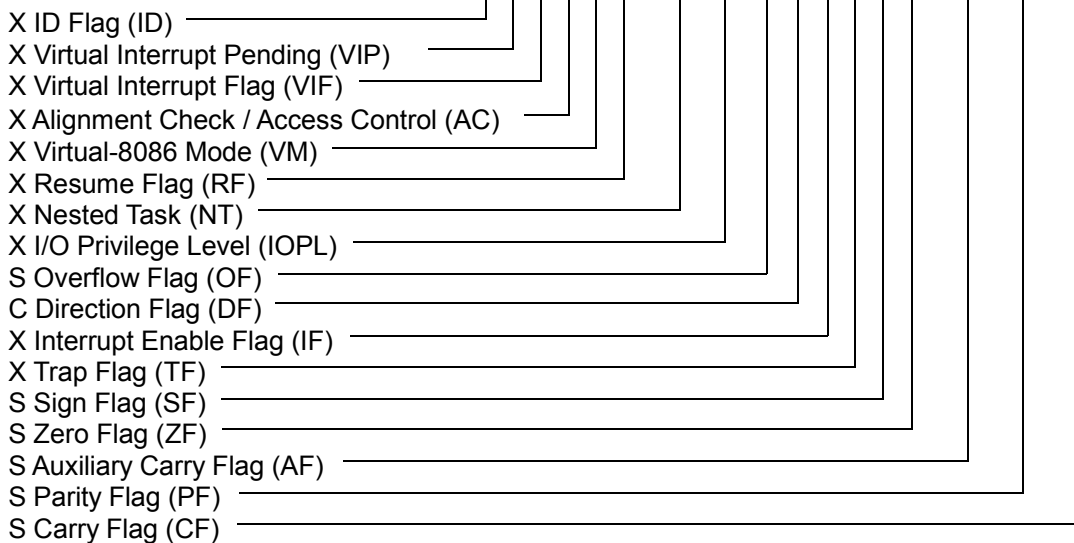 X ID Flag (ID)
X Virtual Interrupt Pending (VIP)
X Virtual Interrupt Flag (VIF)
X Alignment Check / Access Control (AC)
X Virtual-8086 Mode (VM)
X Resume Flag (RF)
X Nested Task (NT)
X I/O Privilege Level (IOPL)
S Overflow Flag (OF)
C Direction Flag (DF)
X Interrupt Enable Flag (IF)
X Trap Flag (TF)
S Sign Flag (SF)
S Zero Flag (ZF)
S Auxiliary Carry Flag (AF)
S Parity Flag (PF)
S Carry Flag (CF)